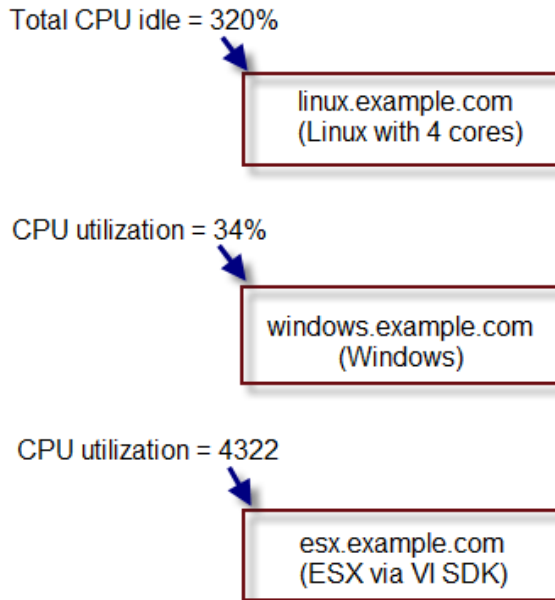 Total CPU idle = 320%
linux.example.com
(Linux with 4 cores)
CPU utilization = 34%
windows.example.com
(Windows)
CPU utilization = 4322
esx.example.com
(ESX via VI SDK)